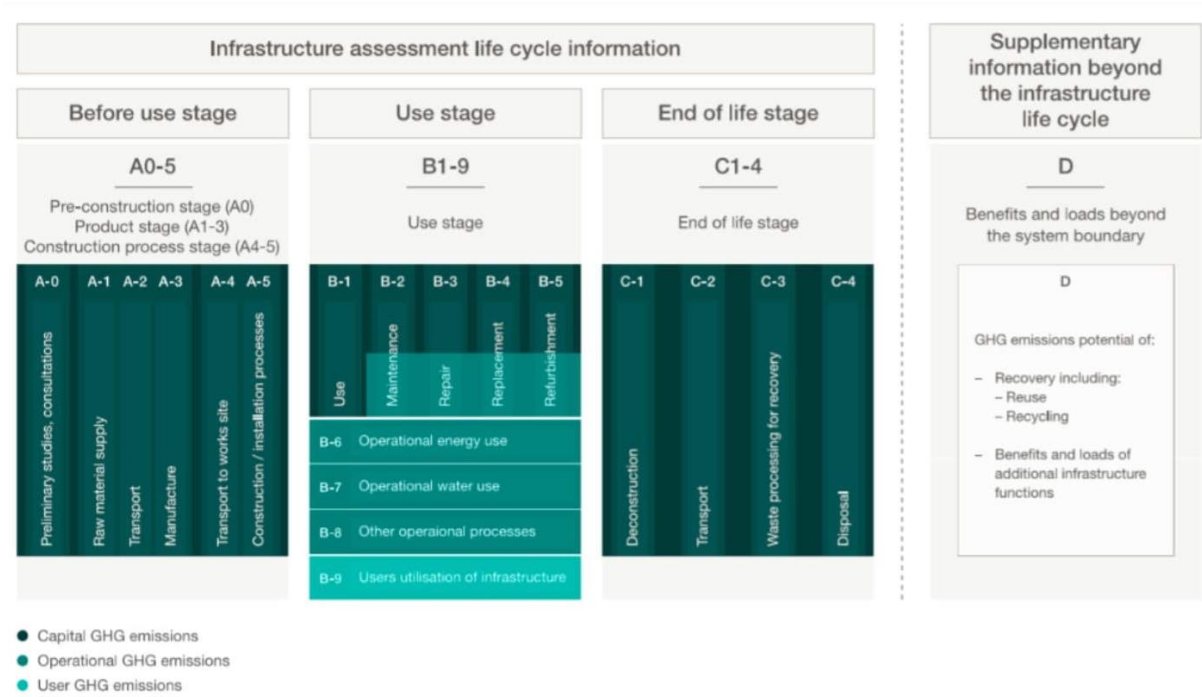 Infrastructure assessment life cycle information
Supplementary
information beyond
the infrastructure
life cycle
Before use stage
Use stage
End of life stage
A0-5
Pre-construction stage (A0)
Product stage (A1-3)
Construction process stage (A4-5)
B1-9
Use stage
C1-4
End of life stage
D
Benefits and loads beyond
the system boundary
A-0
A-1
A-2
A-3
A-4
A-5
Preliminary studies, consultations
Raw material supply
Transport
Manufacture
Transport to works site
Construction / installation processes
B-1
B-2
B-3
B-4
B-5
Use
Maintenance
Repair
Replacement
Refurbishment
B-6 Operational energy use
B-7 Operational water use
B-8 Other operaional processes
B-9 Users utilisation of infrastructure
C-1
C-2
C-3
C-4
Deconstruction
Transport
Waste processing for recovery
Disposal
D
GHG emissions potential of:
– Recovery including:
– Reuse
– Recycling
– Benefits and loads of
additional infrastructure
functions
Capital GHG emissions
Operational GHG emissions
User GHG emissions